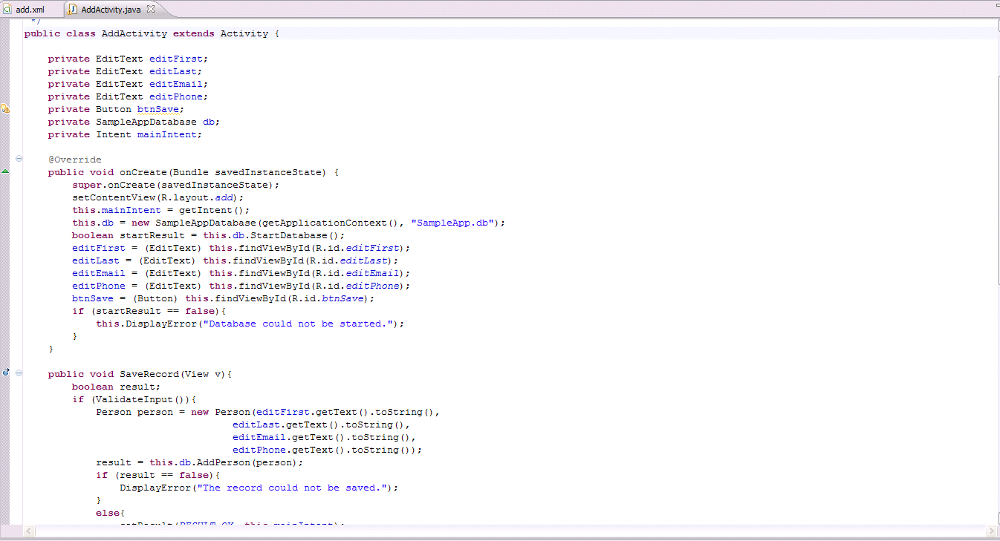 add.xml
AddActivity.java
*/
public class AddActivity extends Activity {
private EditText editFirst;
private EditText editLast;
private EditText editEmail;
private EditText editPhone;
private Button btnSave;
private SampleAppDatabase db;
private Intent mainIntent;
@Override
public void onCreate(Bundle savedInstanceState) {
super.onCreate(savedInstanceState);
setContentView(R.layout.add);
this.mainIntent = getIntent();
this.db = new SampleAppDatabase(getApplicationContext(), "SampleApp.db");
boolean startResult = this.db.StartDatabase();
editFirst = (EditText) this.findViewById(R.id.editFirst);
editLast = (EditText) this.findViewById(R.id.editLast);
editEmail = (EditText) this.findViewById(R.id.editEmail);
editPhone = (EditText) this.findViewById(R.id.editPhone);
btnSave = (Button) this.findViewById(R.id.btnSave);
if (startResult == false){
this.DisplayError("Database could not be started.");
}
}
public void SaveRecord(View v){
boolean result;
if (ValidateInput()){
Person person = new Person(editFirst.getText().toString(),
editLast.getText().toString(),
editEmail.getText().toString(),
editPhone.getText().toString());
result = this.db.AddPerson(person);
if (result == false){
DisplayError("The record could not be saved.");
}
else{
setResult(RESULT_OK, this.mainIntent);